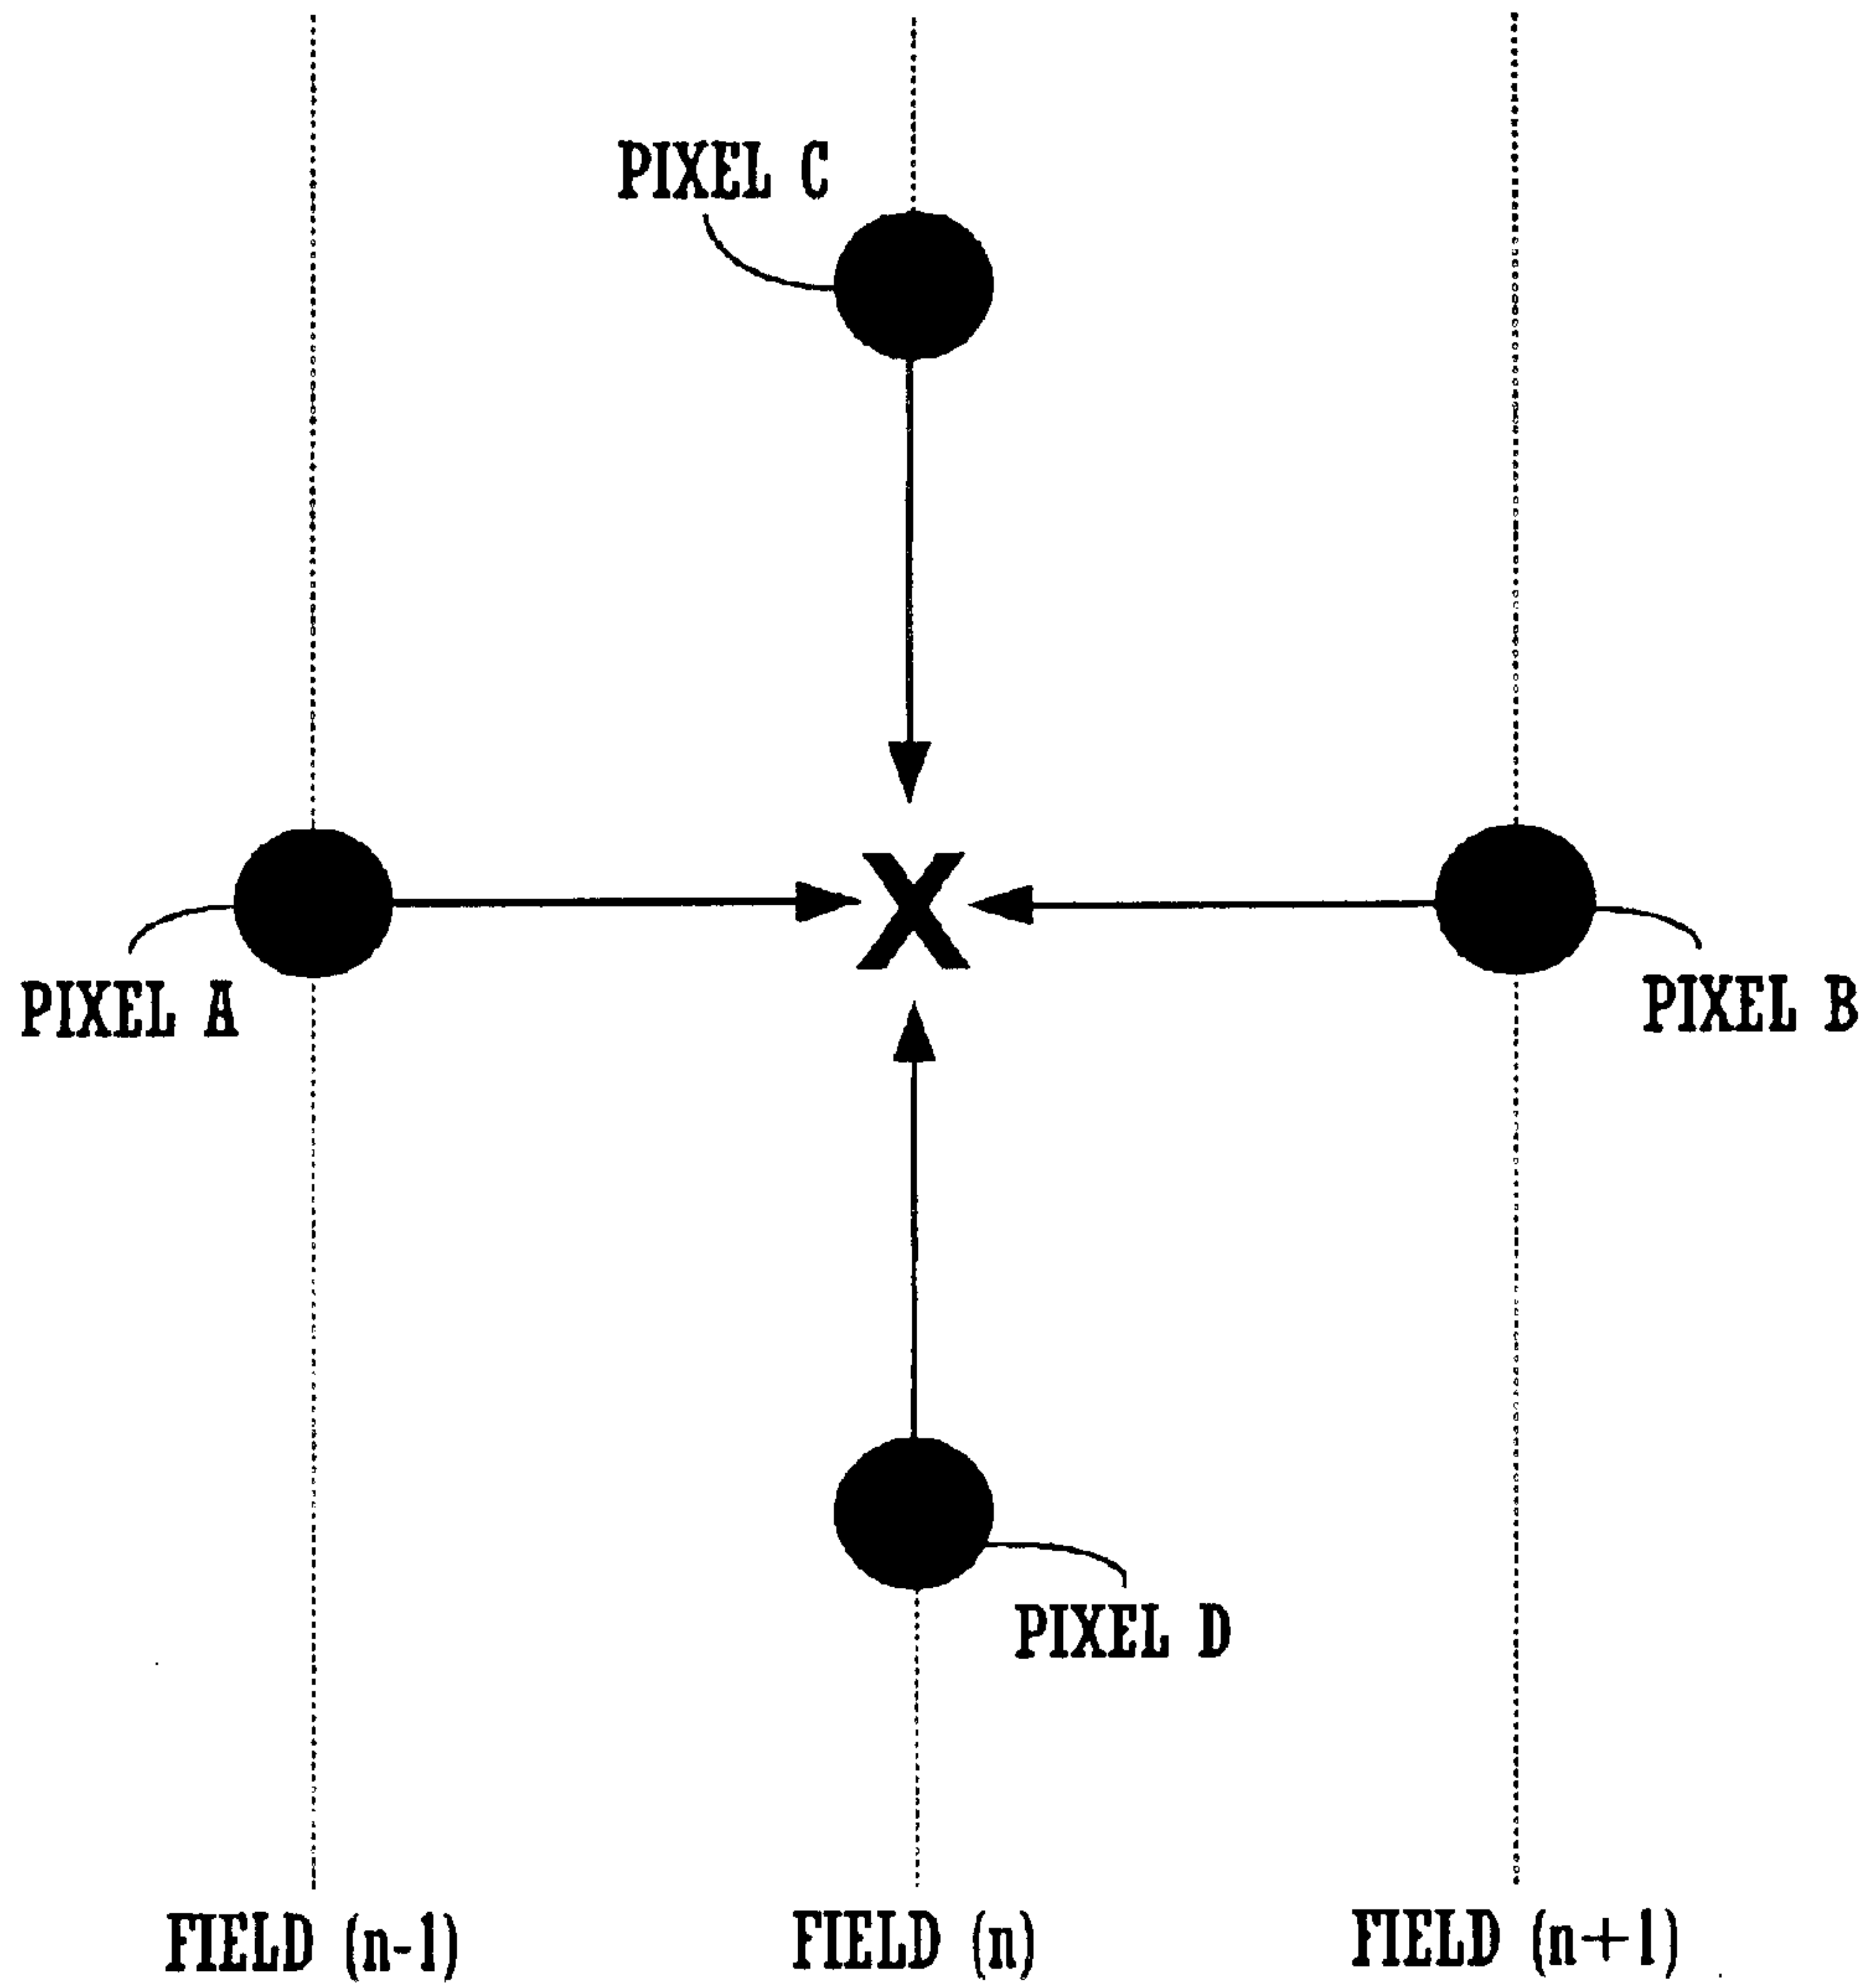 PIXEL C
X
PIXEL A
PIXEL B
PIXEL D
FIELD (n-1) FIELD (n) FIELD (n+1)